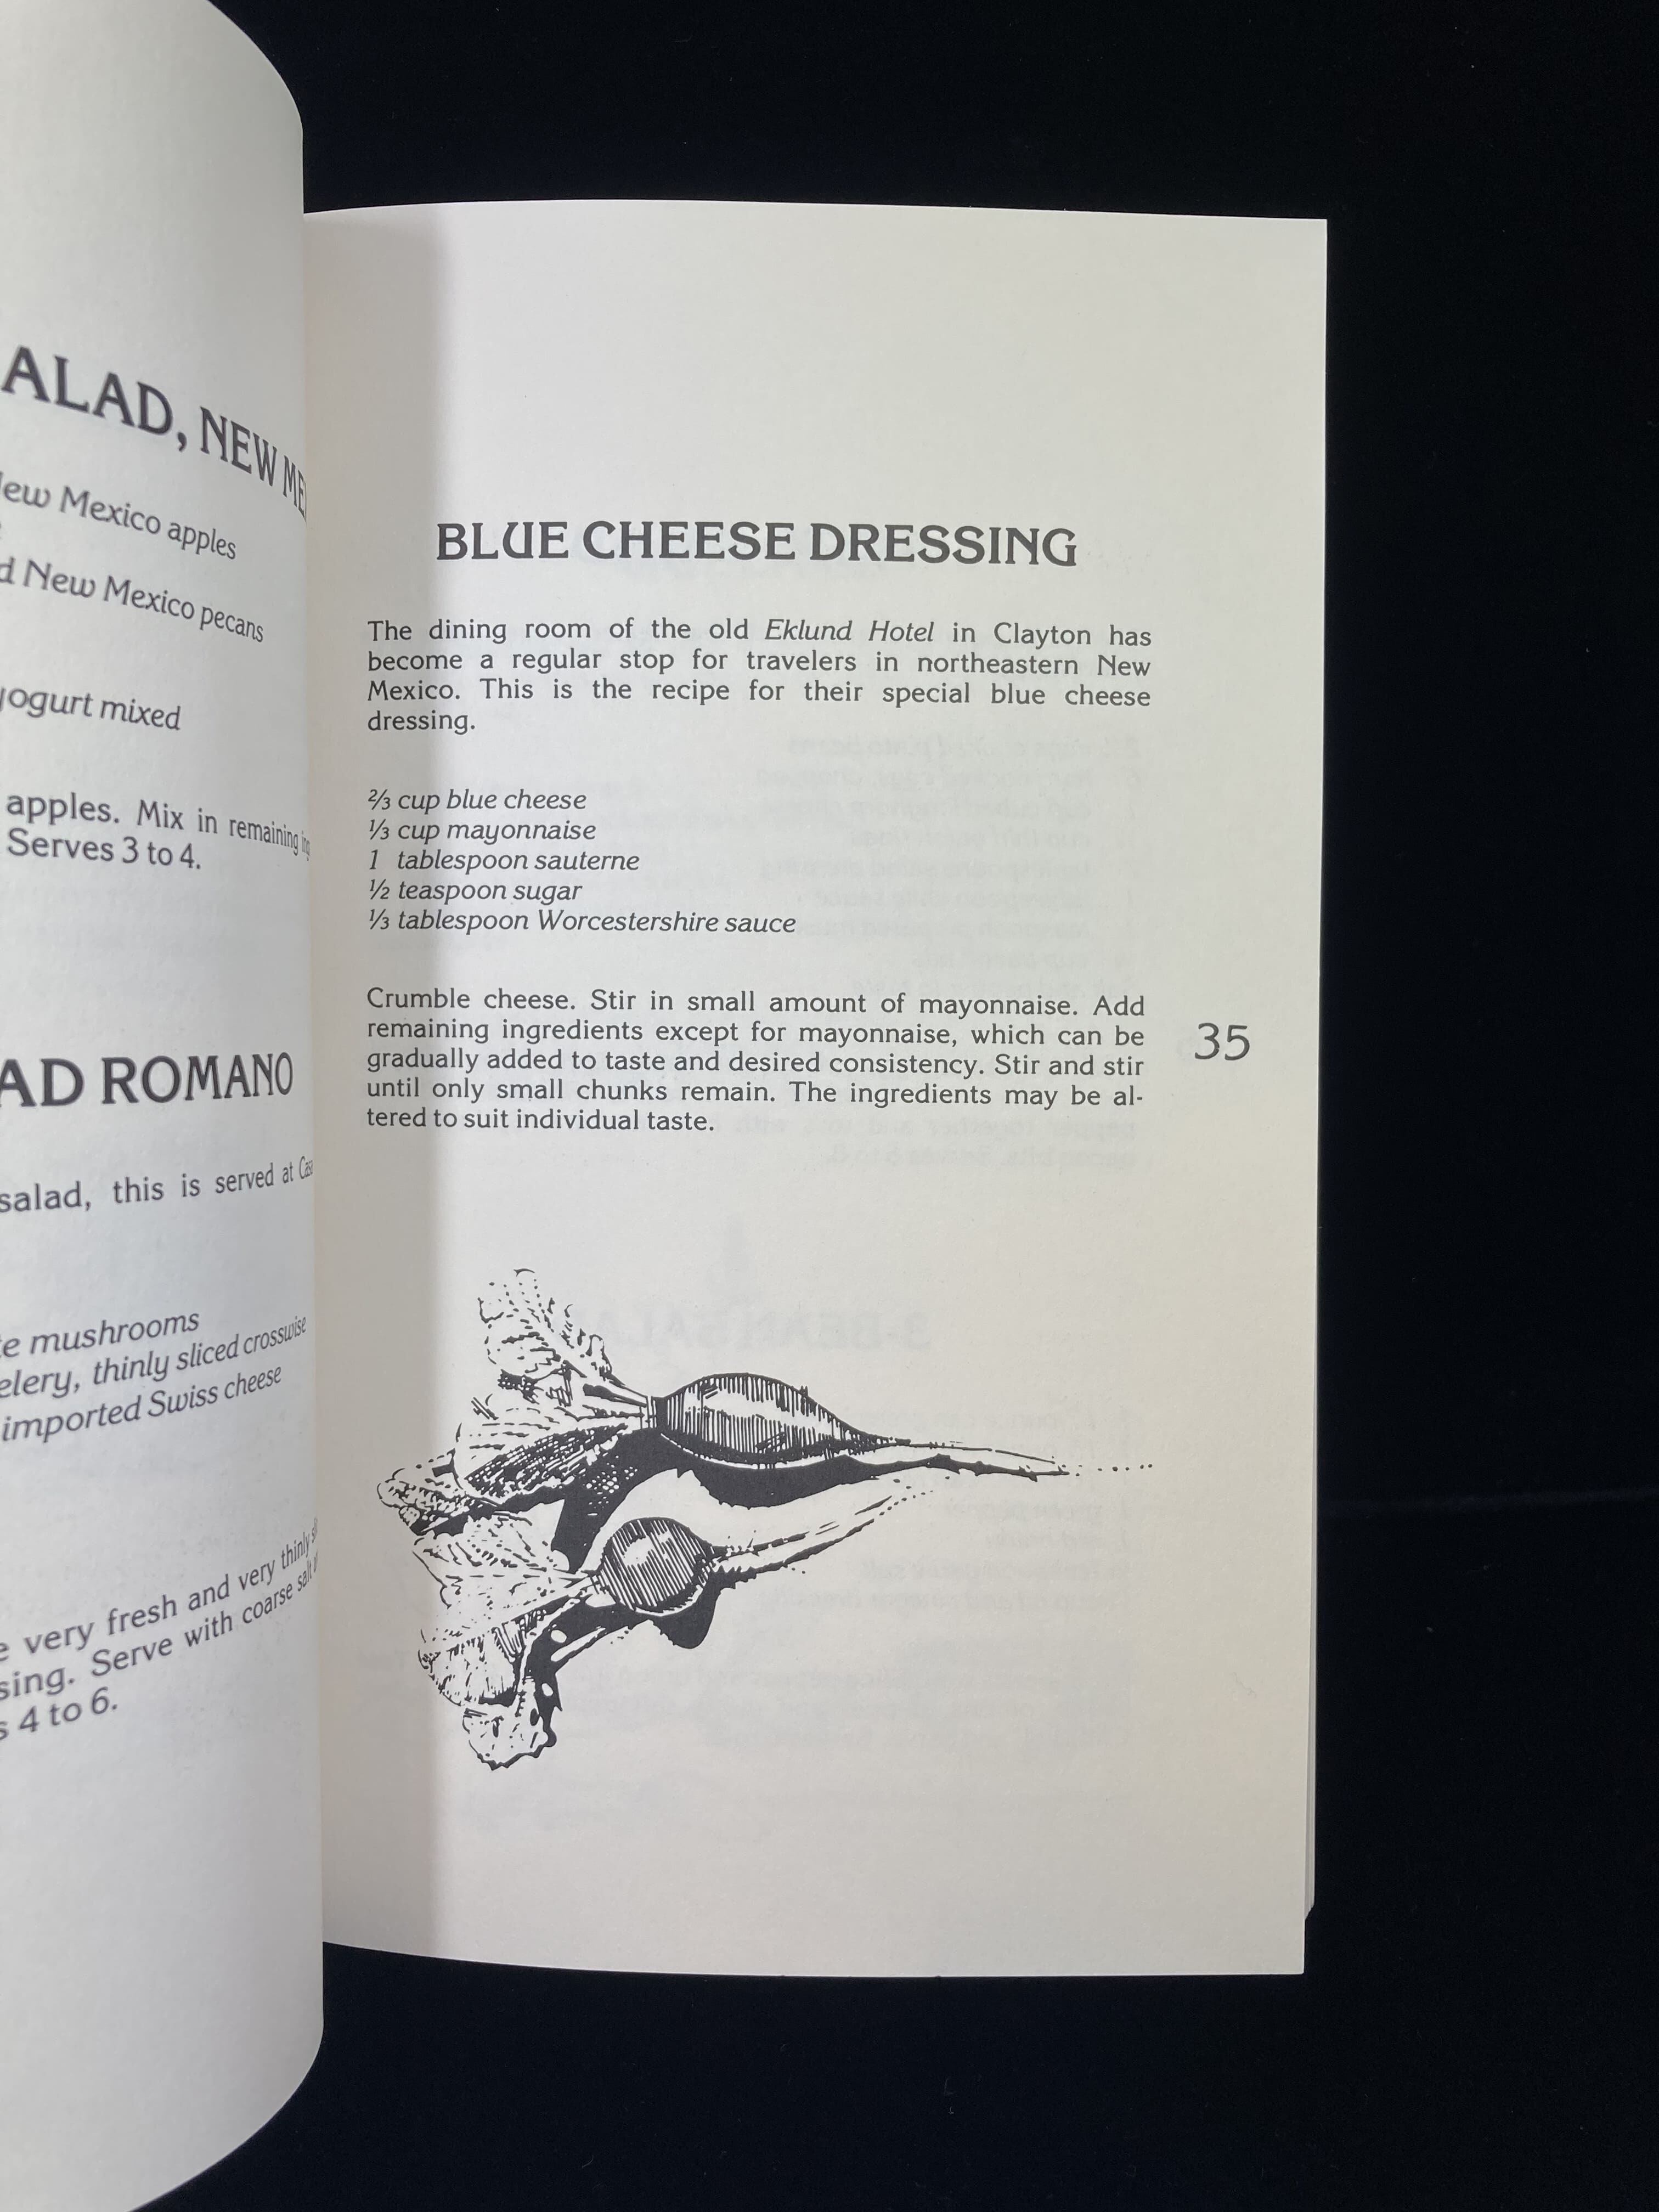 ALAD, NEW
New Mexico apples
New Mexico pecans
yogurt mixed
apples. Mix in remaining
Serves 3 to 4.
ROMANO
salad, this is served at
mushrooms
thinly sliced crosswise
imported Swiss cheese
very fresh and very thinly
Serve with coarse salt
4 to 6.
BLUE CHEESE DRESSING
The dining room of the old Eklund Hotel in Clayton has
become a regular stop for travelers in northeastern New
Mexico. This is the recipe for their special blue cheese
dressing.
⅔ cup blue cheese
⅓ cup mayonnaise
1 tablespoon sauterne
½ teaspoon sugar
⅓ tablespoon Worcestershire sauce
Crumble cheese. Stir in small amount of mayonnaise. Add
remaining ingredients except for mayonnaise, which can be
gradually added to taste and desired consistency. Stir and stir
until only small chunks remain. The ingredients may be al-
tered to suit individual taste.
35